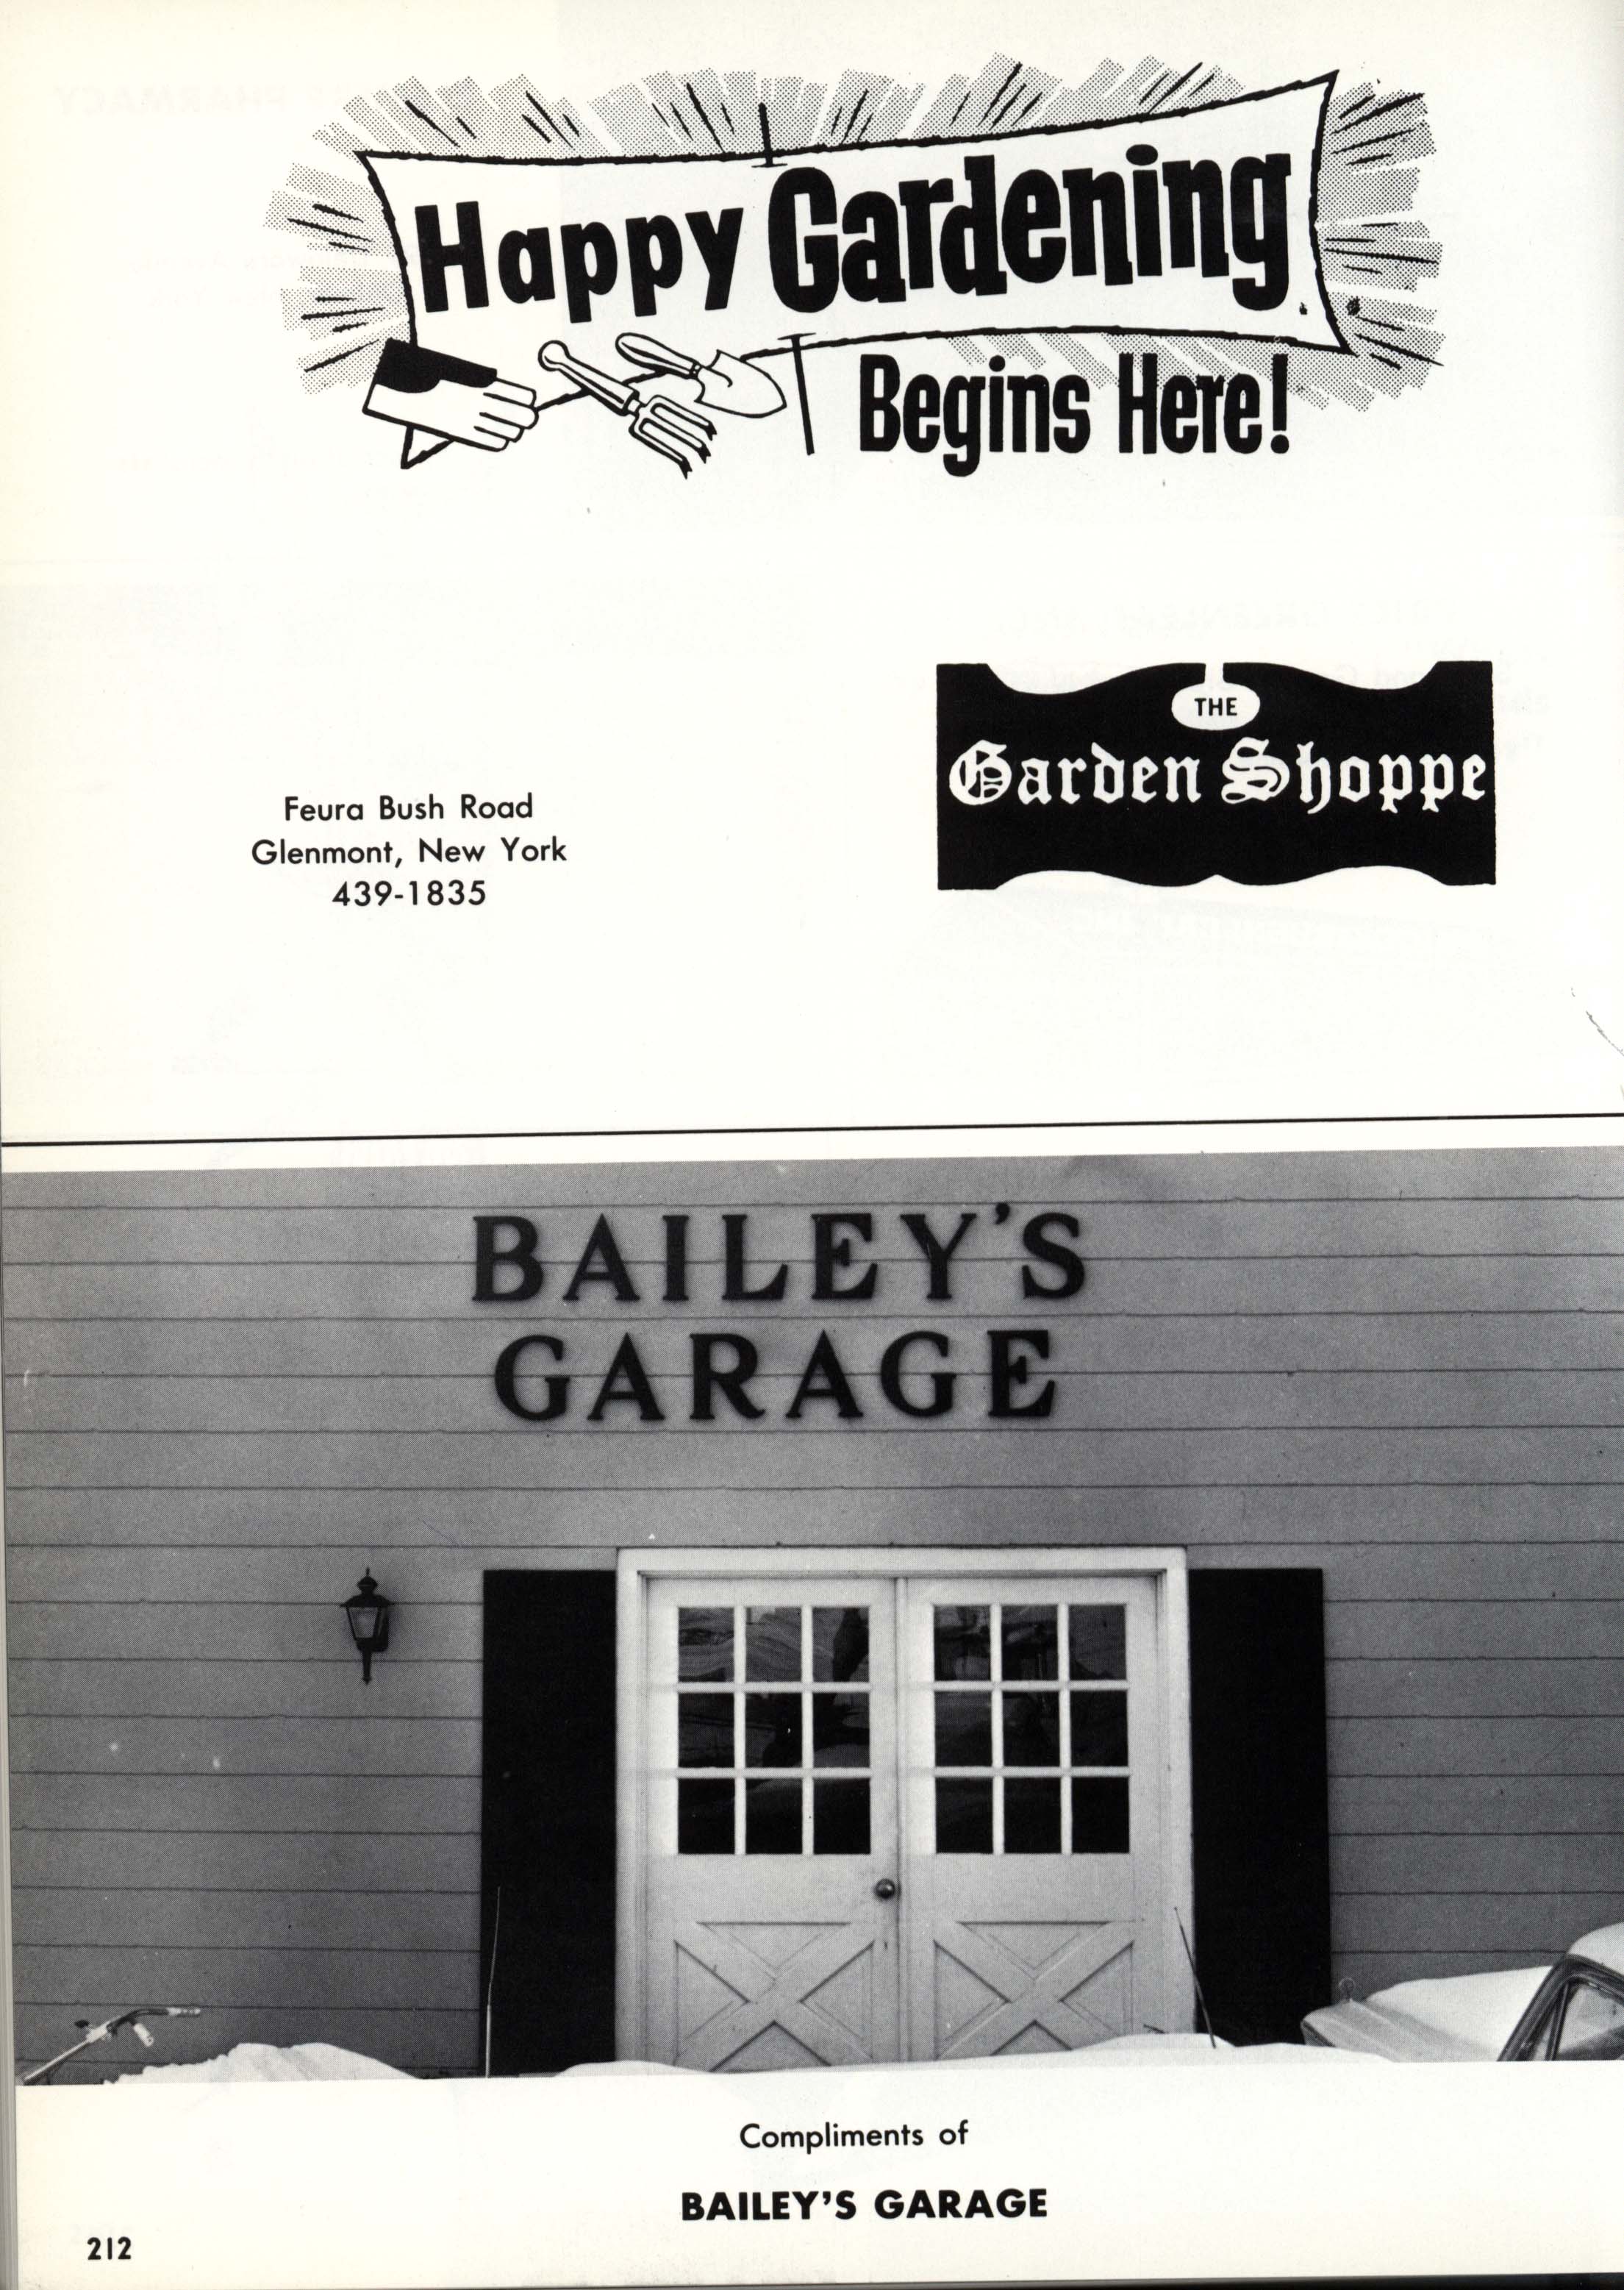 Happy Gardening
Begins Here!
THE
Garden Shoppe
Feura Bush Road
Glenmont, New York
439-1835
BAILEY'S
GARAGE
Compliments of
BAILEY'S GARAGE
212